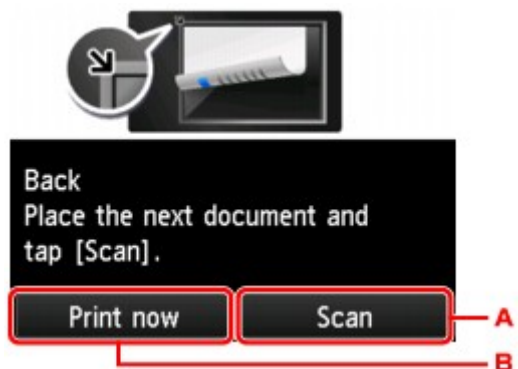 Back
Place the next document and
tap [Scan].
Print now
Scan
A
B